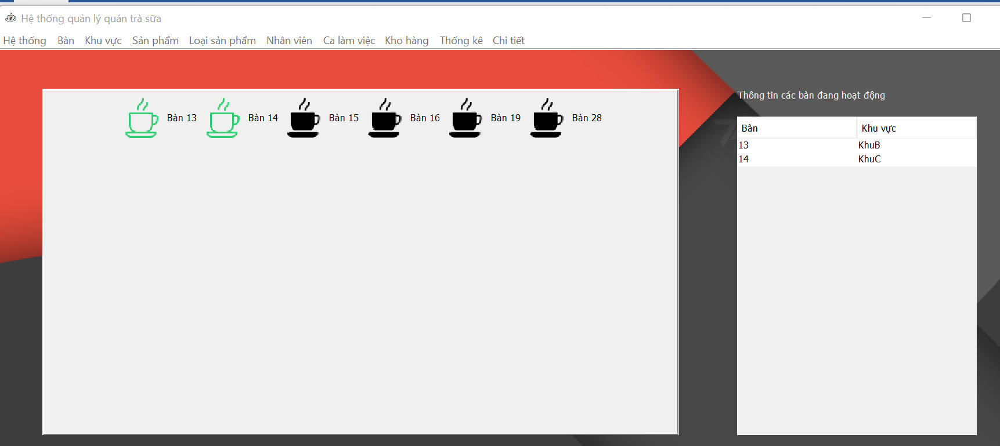 Hệ thống quản lý quán trà sữa
Hệ thống Bàn Khu vực Sản phẩm Loại sản phẩm Nhân viên Ca làm việc Kho hàng Thống kê Chi tiết
Bàn 13 Bàn 14 Bàn 15 Bàn 16 Bàn 19 Bàn 28
Thông tin các bàn đang hoạt động
Bàn Khu vực
13 KhuB
14 KhuC